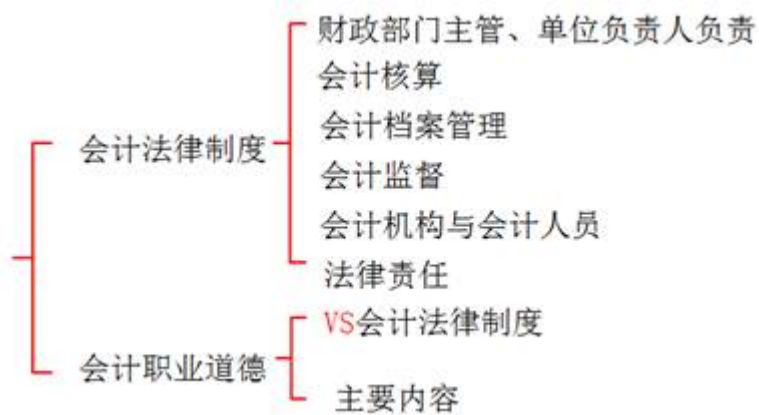 财政部门主管、单位负责人负责
会计核算
会计档案管理
会计法律制度
会计监督
会计机构与会计人员
法律责任
VS会计法律制度
会计职业道德
主要内容